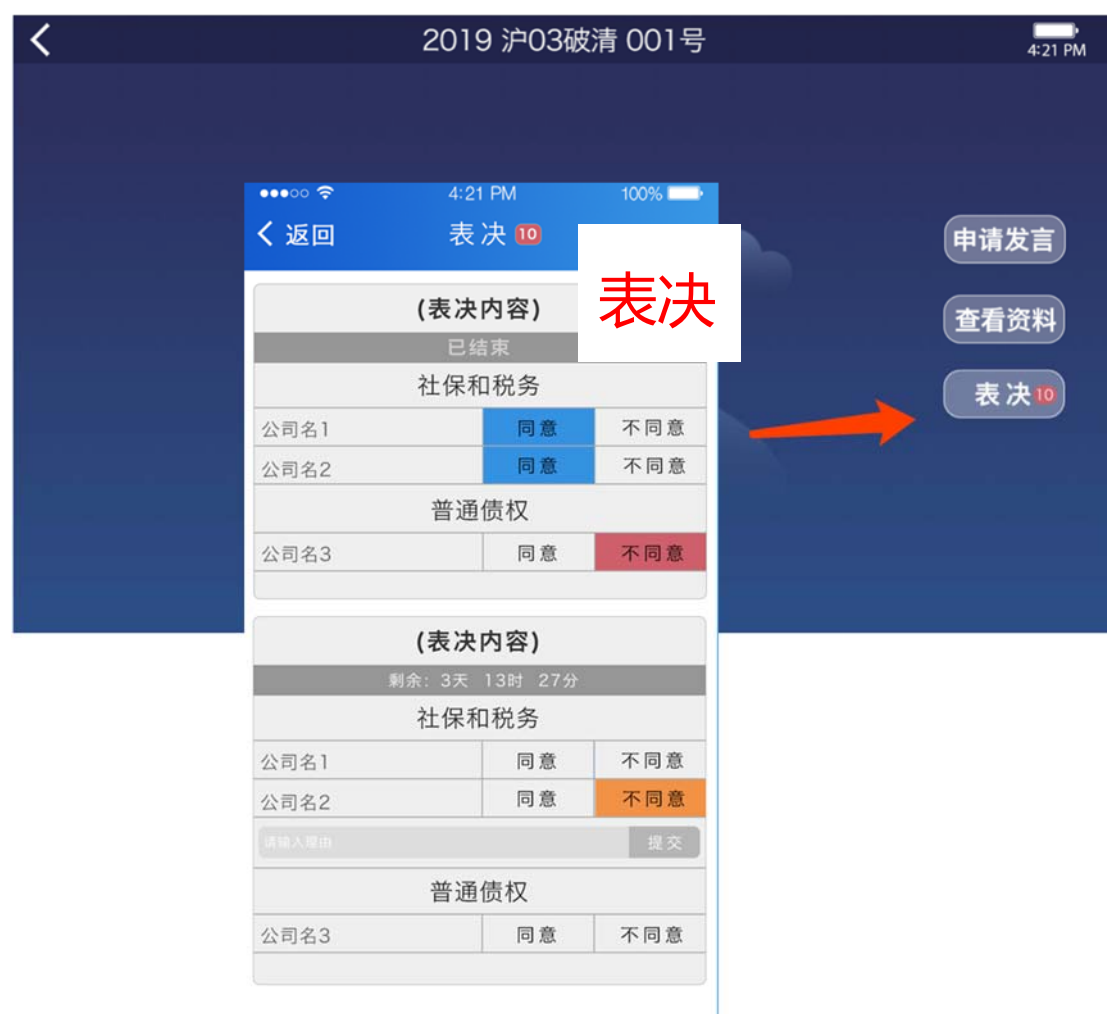 2019 沪03破清 001号
4:21 PM
4:21 PM
100%
返回
表决 10
表决
申请发言
查看资料
表决 10
(表决内容)
已结束
社保和税务
公司名1 同意 不同意
公司名2 同意 不同意
普通债权
公司名3 同意 不同意
(表决内容)
剩余: 3天 13时 27分
社保和税务
公司名1 同意 不同意
公司名2 同意 不同意
请输入理由 提交
普通债权
公司名3 同意 不同意